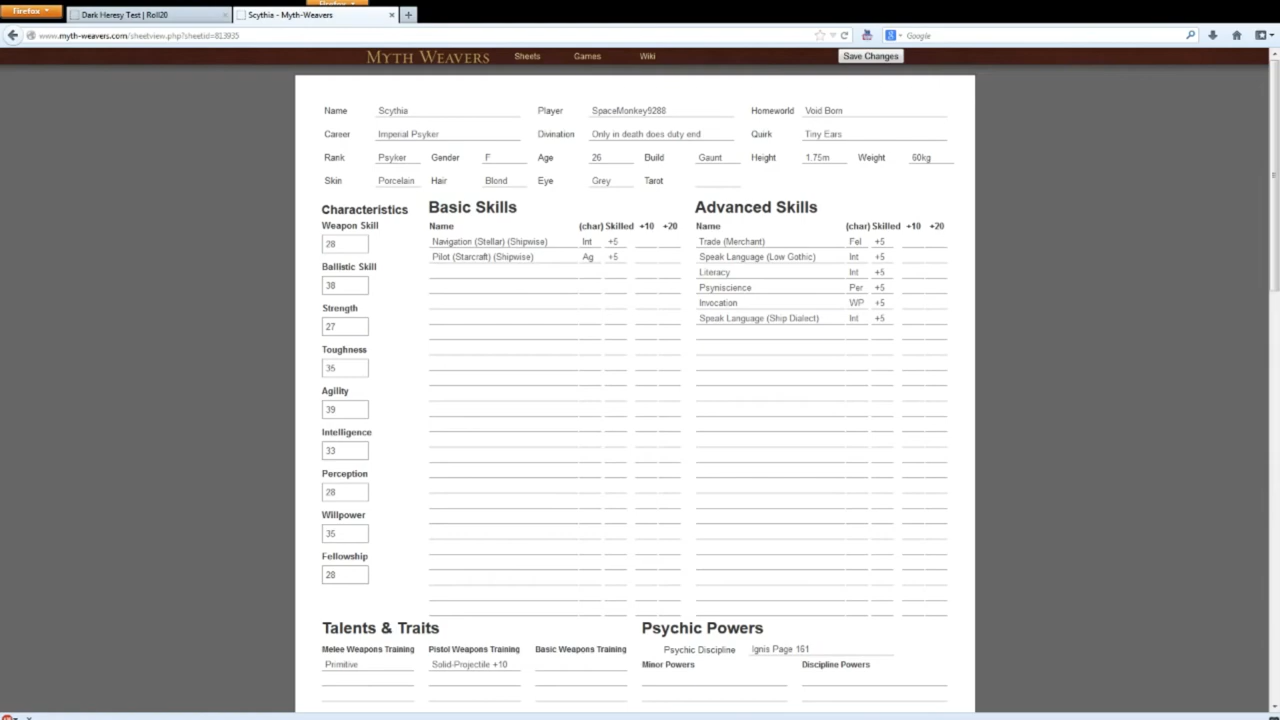 Firefox
Firefox
Dark Heresy Test | Roll20
Scythia - Myth-Weavers
www.myth-weavers.com/sheetview.php?sheetid=813935
Google
MYTH WEAVERS Sheets Games Wiki Save Changes
Name Scythia Player SpaceMonkey9288 Homeworld Void Born
Career Imperial Psyker Divination Only in death does duty end Quirk Tiny Ears
Rank Psyker Gender F Age 26 Build Gaunt Height 1.75m Weight 60kg
Skin Porcelain Hair Blond Eye Grey Tarot
Characteristics
Weapon Skill
28
Ballistic Skill
38
Strength
27
Toughness
35
Agility
39
Intelligence
33
Perception
28
Willpower
35
Fellowship
28
Basic Skills
Name (char) Skilled +10 +20
Navigation (Stellar) (Shipwise) Int +5
Pilot (Starcraft) (Shipwise) Ag +5
Advanced Skills
Name (char) Skilled +10 +20
Trade (Merchant) Fel +5
Speak Language (Low Gothic) Int +5
Literacy Int +5
Psyniscience Per +5
Invocation WP +5
Speak Language (Ship Dialect) Int +5
Talents & Traits
Melee Weapons Training Pistol Weapons Training Basic Weapons Training
Primitive Solid-Projectile +10
Psychic Powers
Psychic Discipline Ignis Page 161
Minor Powers Discipline Powers